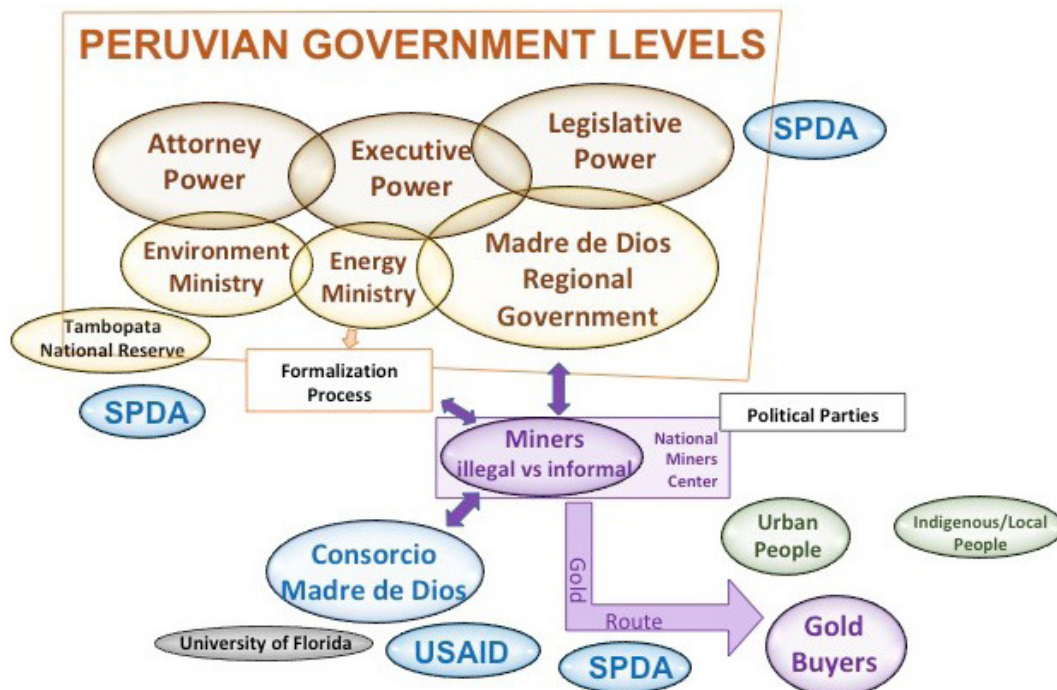 PERUVIAN GOVERNMENT LEVELS
Attorney
Power
Executive
Power
Legislative
Power
SPDA
Environment
Ministry
Energy
Ministry
Madre de Dios
Regional
Government
Tambopata
National Reserve
Formalization
Process
SPDA
Political Parties
Miners
illegal vs informal
National
Miners
Center
Urban
People
Indigenous/Local
People
Consorcio
Madre de Dios
Gold
Route
Gold
Buyers
University of Florida
USAID
SPDA